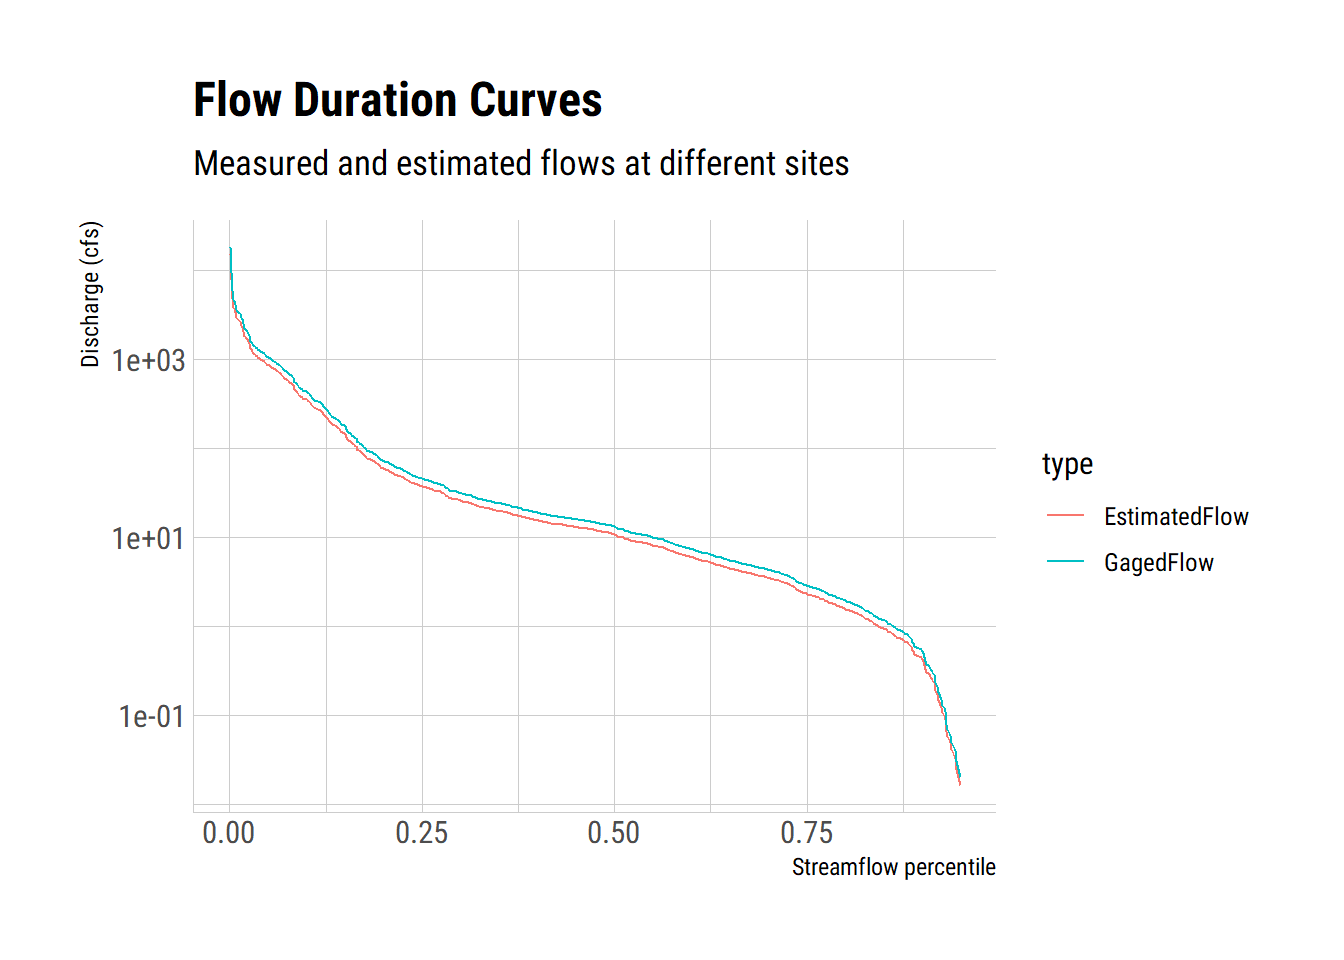 Flow Duration Curves
Measured and estimated flows at different sites
Discharge (cfs)
1e+03
1e+01
1e-01
0.00 0.25 0.50 0.75
Streamflow percentile
type
EstimatedFlow
GagedFlow